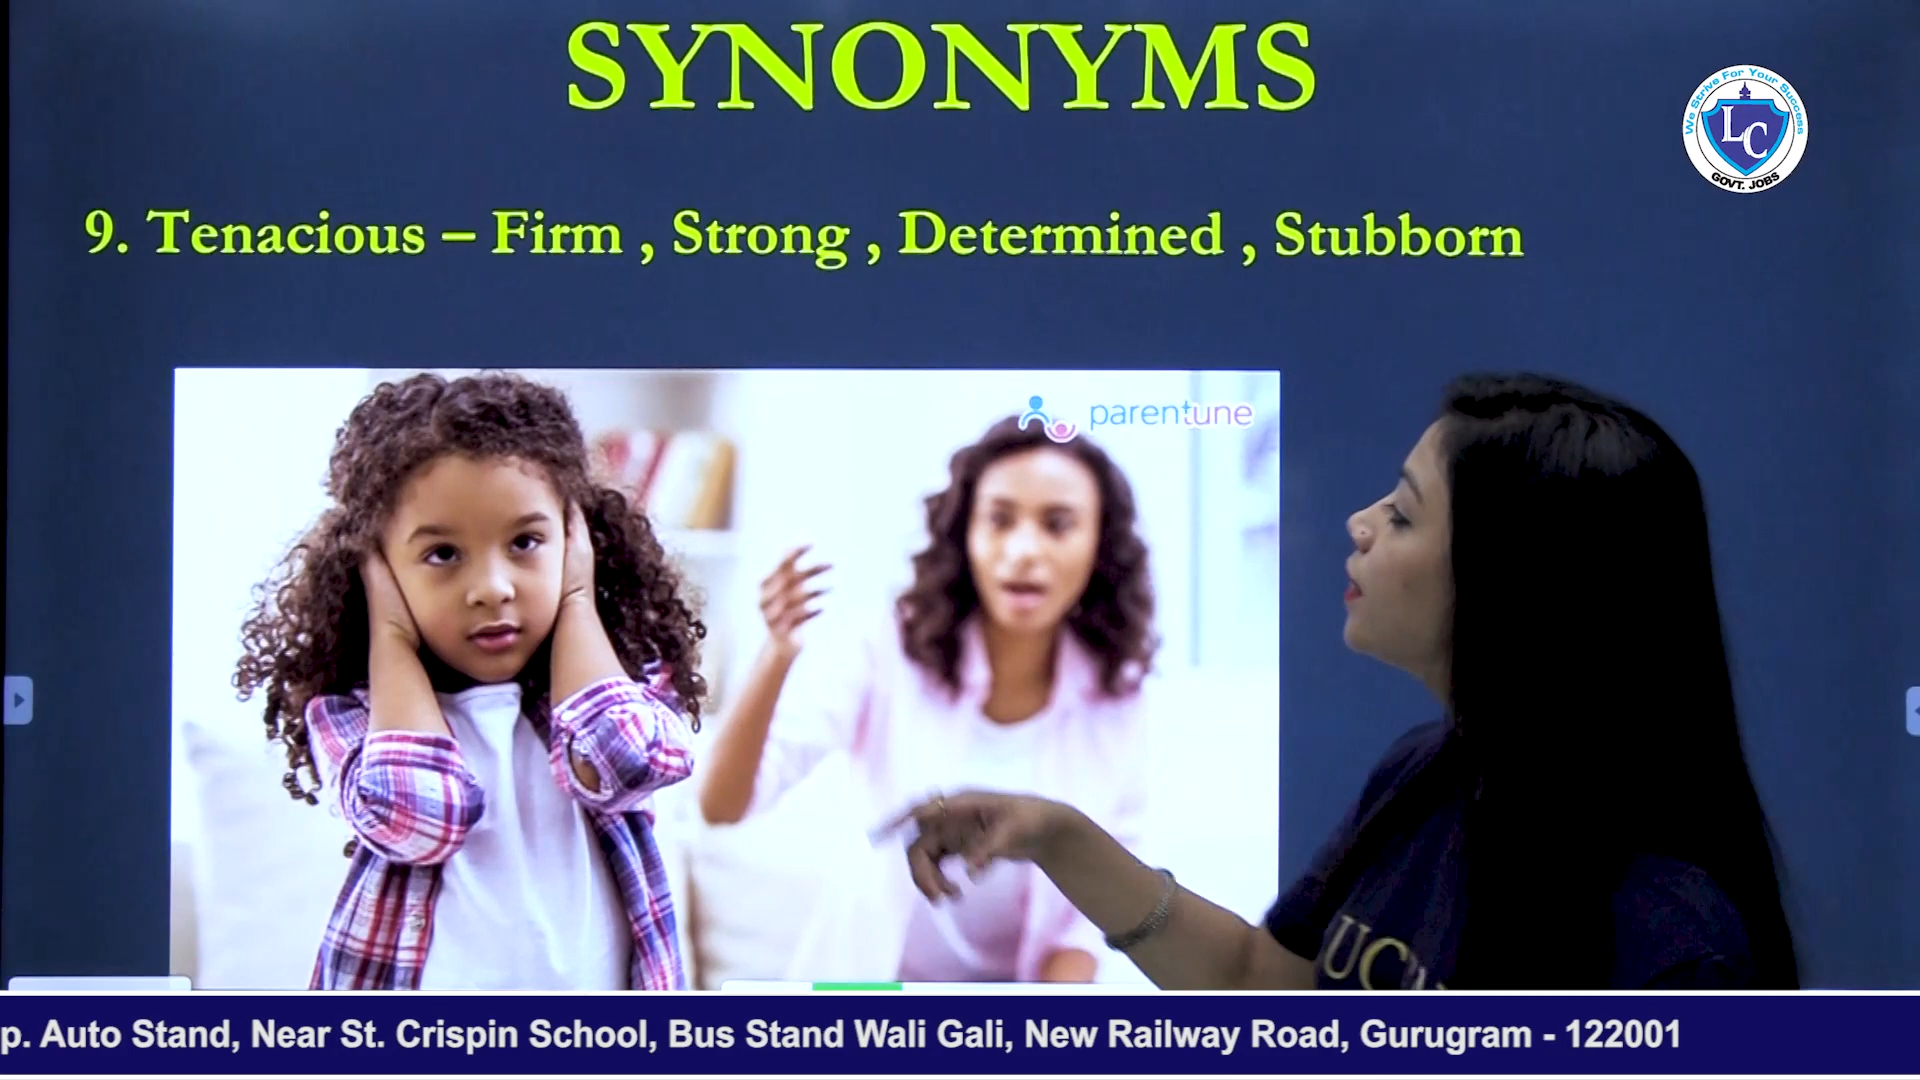 SYNONYMS
We Strive For Your Success
LC
GOVT. JOBS
9. Tenacious – Firm , Strong , Determined , Stubborn
parentune
p. Auto Stand, Near St. Crispin School, Bus Stand Wali Gali, New Railway Road, Gurugram - 122001